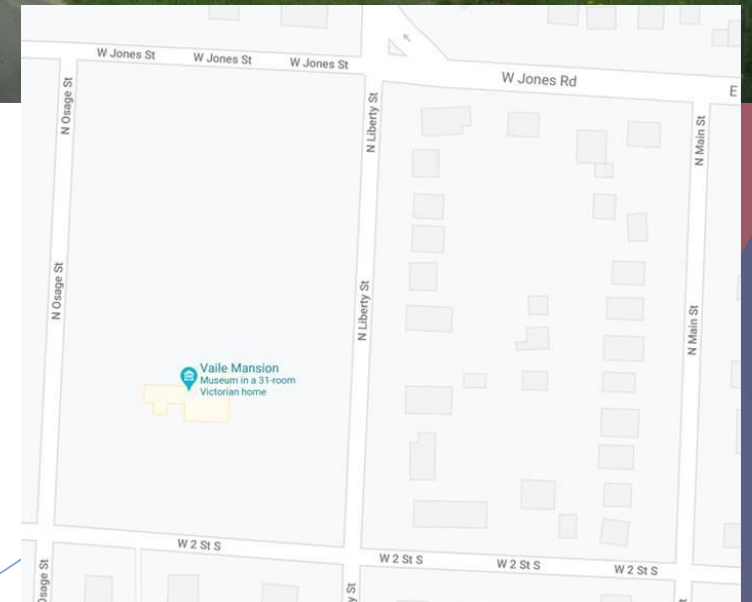 W Jones St
W Jones St
W Jones St
W Jones Rd
E
N Osage St
N Liberty St
N Main St
N Osage St
N Liberty St
N Main St
Vaile Mansion
Museum in a 31-room
Victorian home
W 2 St S
W 2 St S
W 2 St S
W 2 St S
Osage St
y St
t